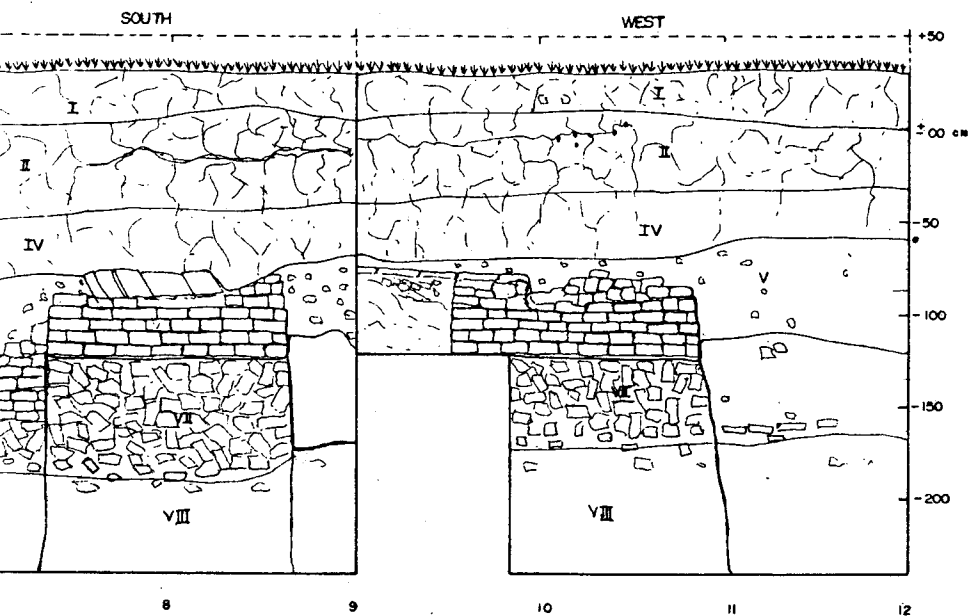 SOUTH WEST
+50
I I
±00 cm
II II
-50
IV IV
V
-100
VII VII
-150
-200
VIII VIII
8 9 10 11 12